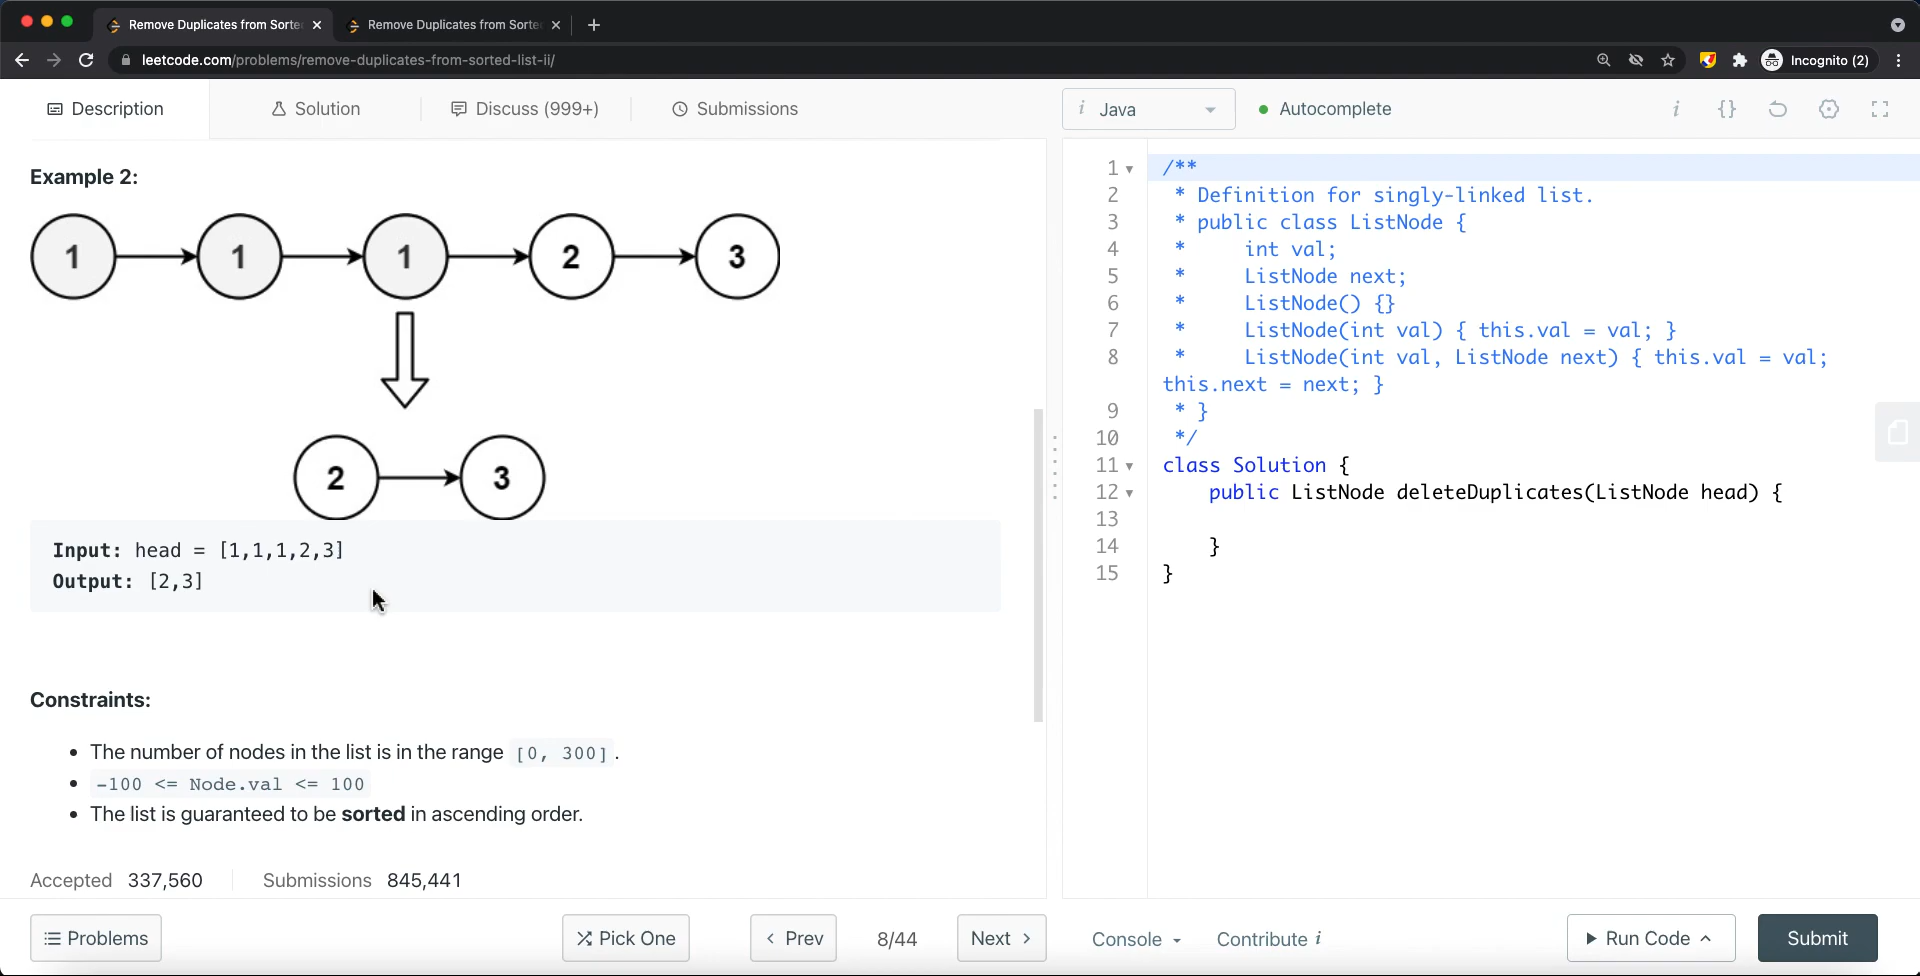 Remove Duplicates from Sorte
Remove Duplicates from Sorte
leetcode.com/problems/remove-duplicates-from-sorted-list-ii/
Incognito (2)
Description
Solution
Discuss (999+)
Submissions
i Java
Autocomplete
i
{}
Example 2:
1 1 1 2 3
2 3
Input: head = [1,1,1,2,3]
Output: [2,3]
Constraints:
• The number of nodes in the list is in the range [0, 300].
• -100 <= Node.val <= 100
• The list is guaranteed to be sorted in ascending order.
Accepted 337,560
Submissions 845,441
1 /**
2 * Definition for singly-linked list.
3 * public class ListNode {
4 *     int val;
5 *     ListNode next;
6 *     ListNode() {}
7 *     ListNode(int val) { this.val = val; }
8 *     ListNode(int val, ListNode next) { this.val = val;
this.next = next; }
9 * }
10 */
11 class Solution {
12     public ListNode deleteDuplicates(ListNode head) {
13
14     }
15 }
Problems
Pick One
< Prev
8/44
Next >
Console
Contribute i
Run Code
Submit